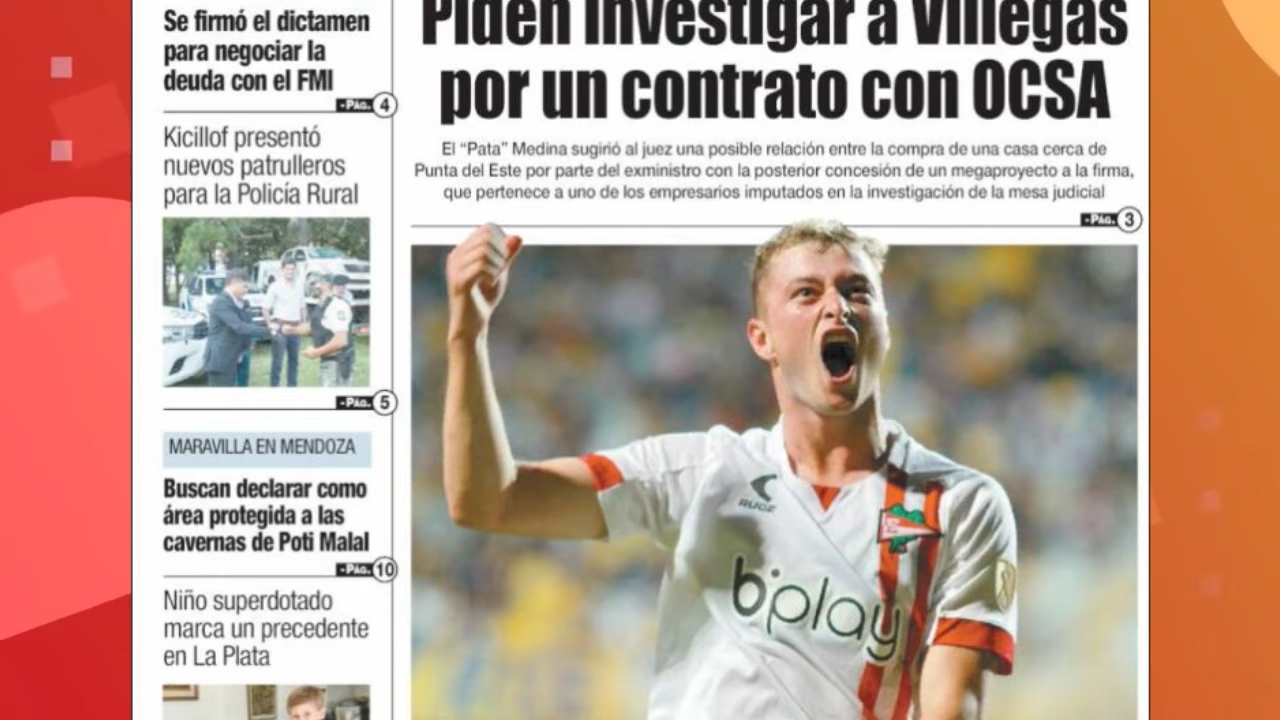 Se firmó el dictamen
para negociar la
deuda con el FMI
-PÁG. 4
Kicillof presentó
nuevos patrulleros
para la Policía Rural
-PÁG. 5
MARAVILLA EN MENDOZA
Buscan declarar como
área protegida a las
cavernas de Poti Malal
-PÁG. 10
Niño superdotado
marca un precedente
en La Plata
Piden investigar a Villegas
por un contrato con OCSA
El “Pata” Medina sugirió al juez una posible relación entre la compra de una casa cerca de
Punta del Este por parte del exministro con la posterior concesión de un megaproyecto a la firma,
que pertenece a uno de los empresarios imputados en la investigación de la mesa judicial
-PÁG. 3
RUGE
b'play